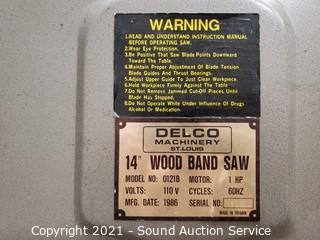 WARNING
1.READ AND UNDERSTAND INSTRUCTION MANUAL
BEFORE OPERATING SAW.
2.Wear Eye Protection.
3.Be Positive That Saw Blade Points Downward
Toward The Table.
4.Maintain Proper Adjustment Of Blade Tension
Blade Guides And Thrust Bearings.
5.Adjust Upper Guide To Just Clear Workpiece.
6.Hold Workpiece Firmly Against The Table
7.Do Not Remove Jammed Cut-Off Pieces Until
Blade Has Stopped.
8.Do Not Operate While Under Influence Of Drugs
Alcohol Or Medication.
DELCO
MACHINERY
ST.LOUIS
14" WOOD BAND SAW
MODEL NO: 0121B MOTOR: 1 HP
VOLTS: 110 V CYCLES: 60HZ
MFG. DATE: 1986 SERIAL NO:
MADE IN TAIWAN
Copyright 2021 - AuctionOhio